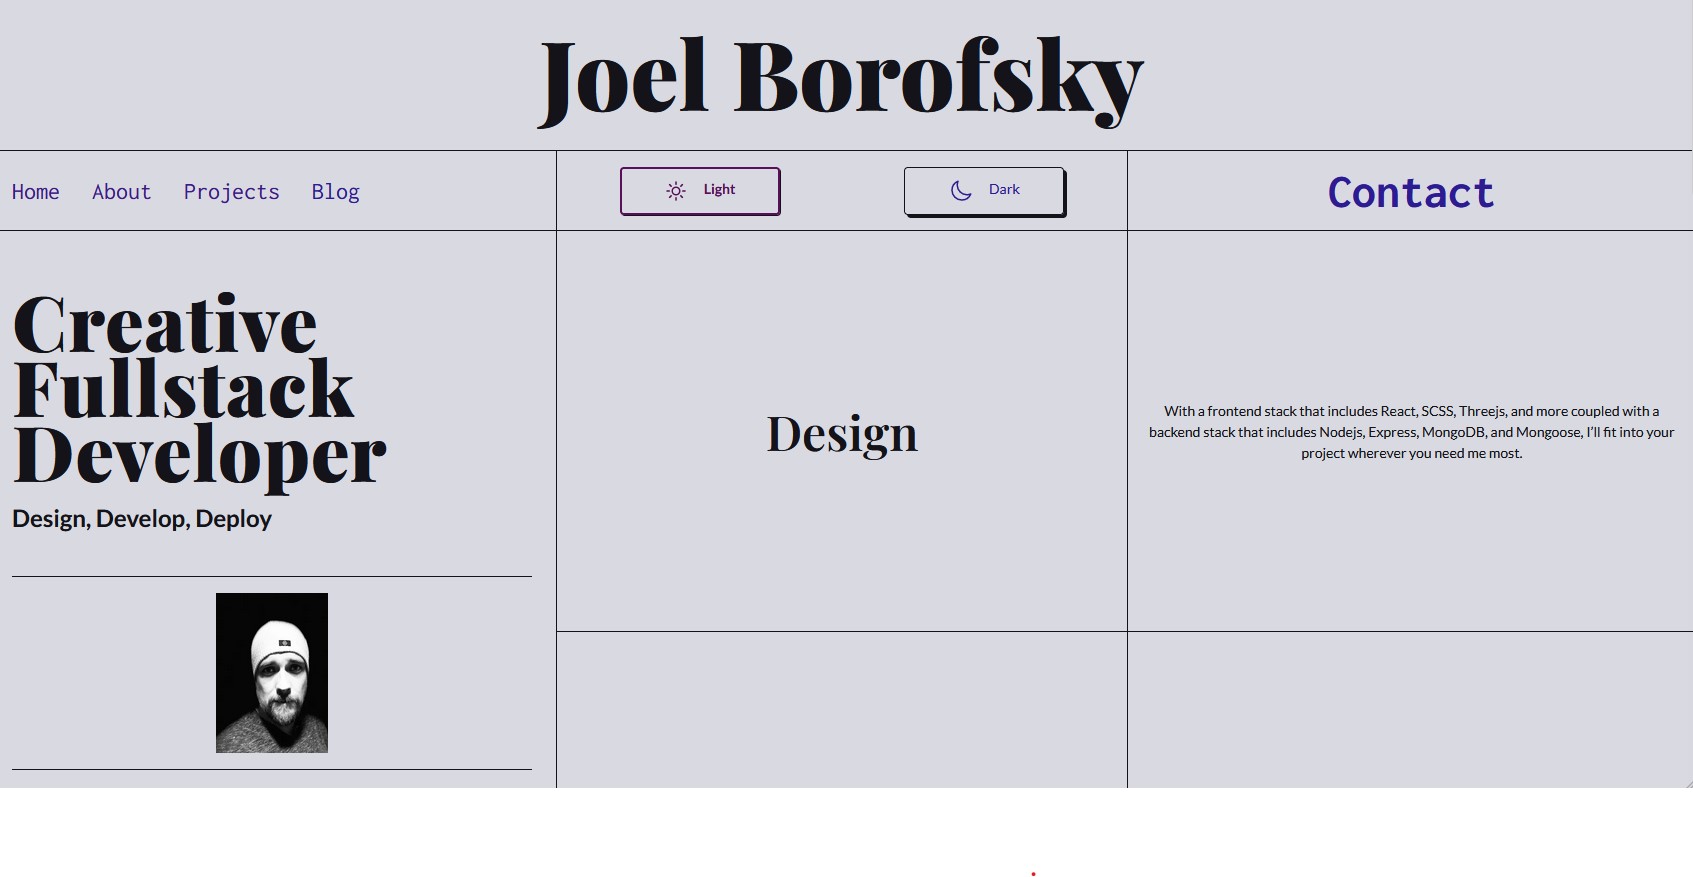 Joel Borofsky
Home About Projects Blog
Light
Dark
Contact
Creative
Fullstack
Developer
Design, Develop, Deploy
Design
With a frontend stack that includes React, SCSS, Threejs, and more coupled with a
backend stack that includes Nodejs, Express, MongoDB, and Mongoose, I'll fit into your
project wherever you need me most.